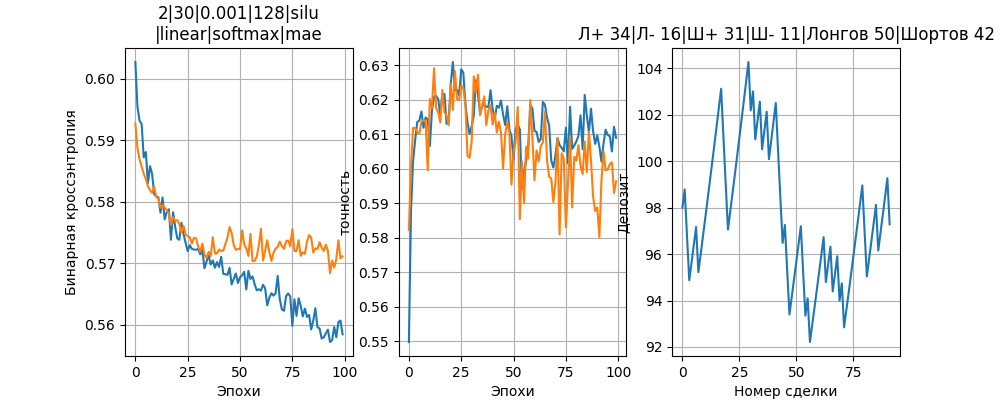 2|30|0.001|128|silu
|linear|softmax|mae
Бинарная кроссэнтропия
0.60
0.59
0.58
0.57
0.56
0 25 50 75 100
Эпохи
точность
0.63
0.62
0.61
0.60
0.59
0.58
0.57
0.56
0.55
0 25 50 75 100
Эпохи
Л+ 34|Л- 16|Ш+ 31|Ш- 11|Лонгов 50|Шортов 42
Депозит
104
102
100
98
96
94
92
0 25 50 75
Номер сделки